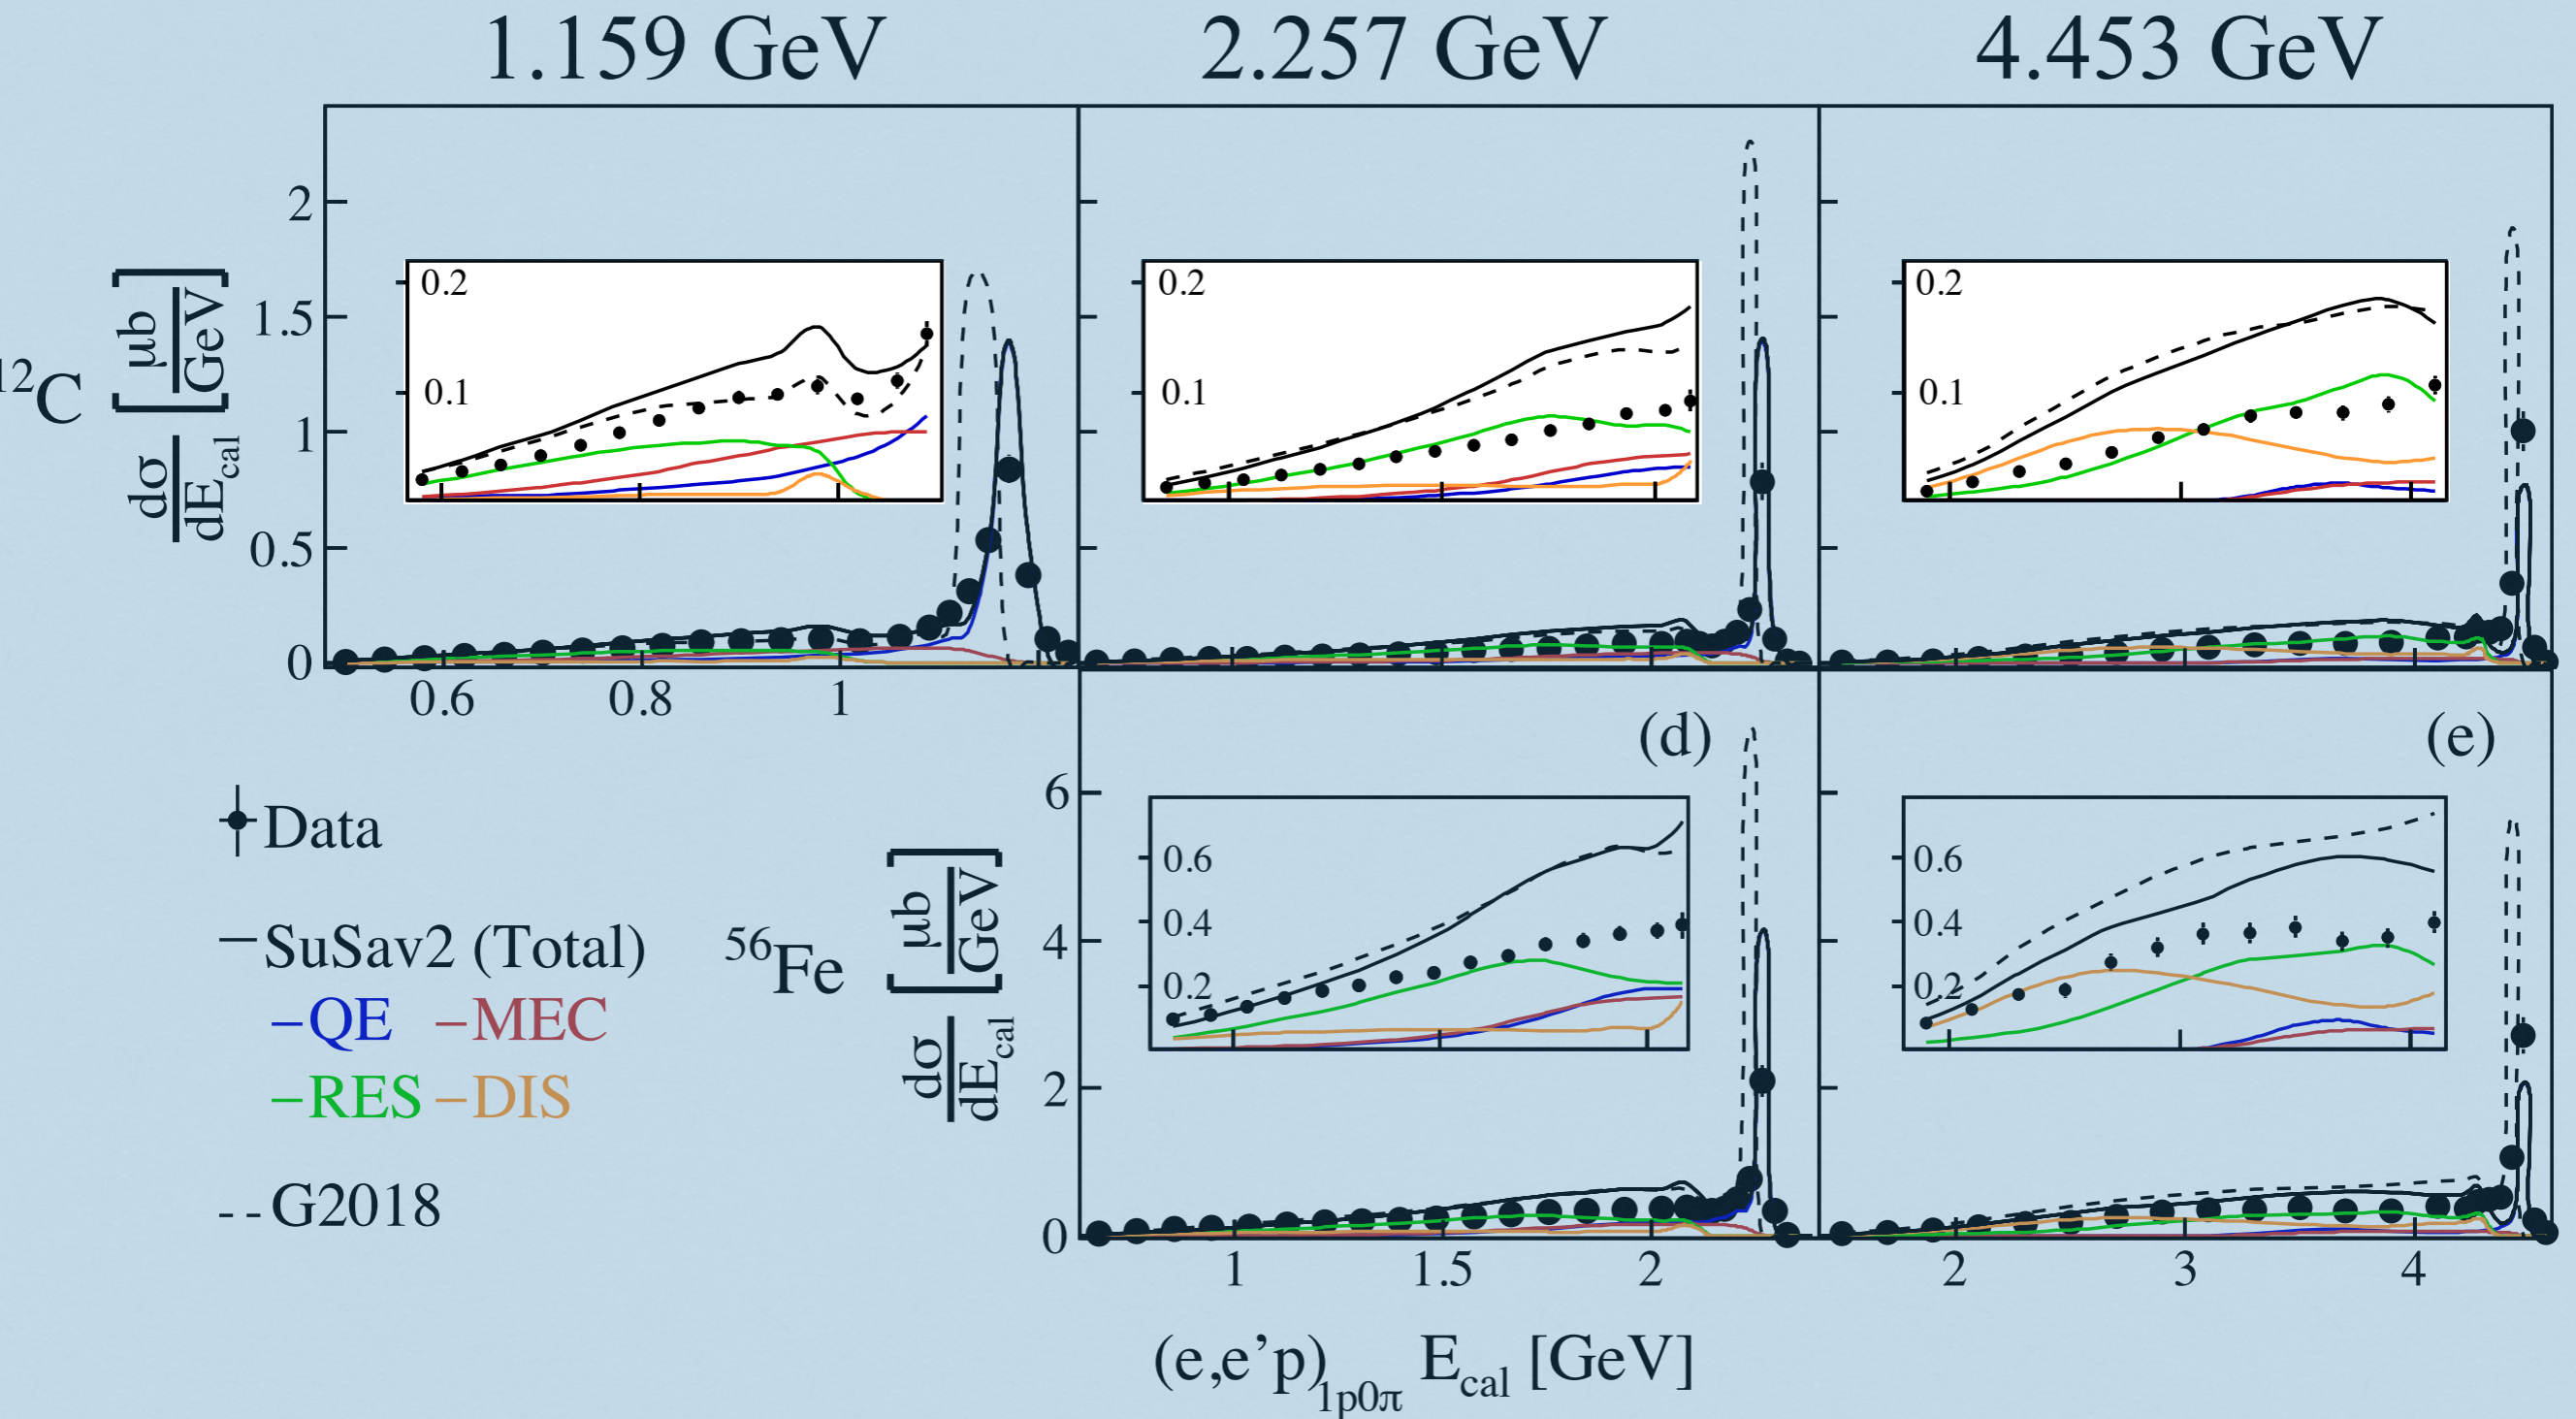 1.159 GeV 2.257 GeV 4.453 GeV
12C
dσ/dE_cal [μb/GeV]
2
1.5
1
0.5
0
0.2
0.1
0.2
0.1
0.2
0.1
0.6 0.8 1
(d) (e)
Data
SuSav2 (Total)
QE MEC
RES DIS
G2018
56Fe
dσ/dE_cal [μb/GeV]
6
4
2
0
0.6
0.4
0.2
0.6
0.4
0.2
1 1.5 2 2 3 4
(e,e’p)1p0π E_cal [GeV]